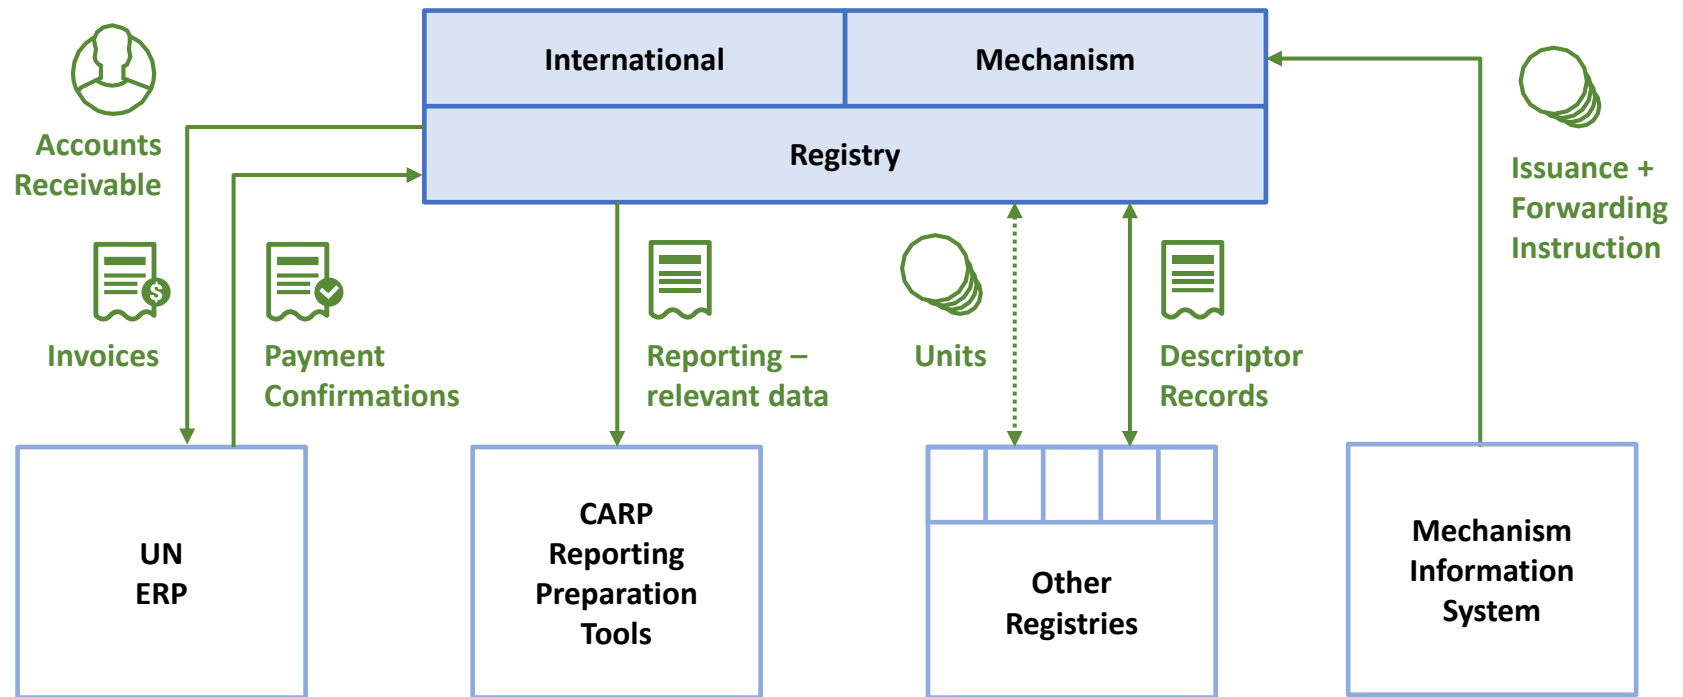 International
Mechanism
Registry
Accounts
Receivable
Issuance +
Forwarding
Instruction
$
Invoices
Payment
Confirmations
Reporting –
relevant data
Units
Descriptor
Records
UN
ERP
CARP
Reporting
Preparation
Tools
Other
Registries
Mechanism
Information
System